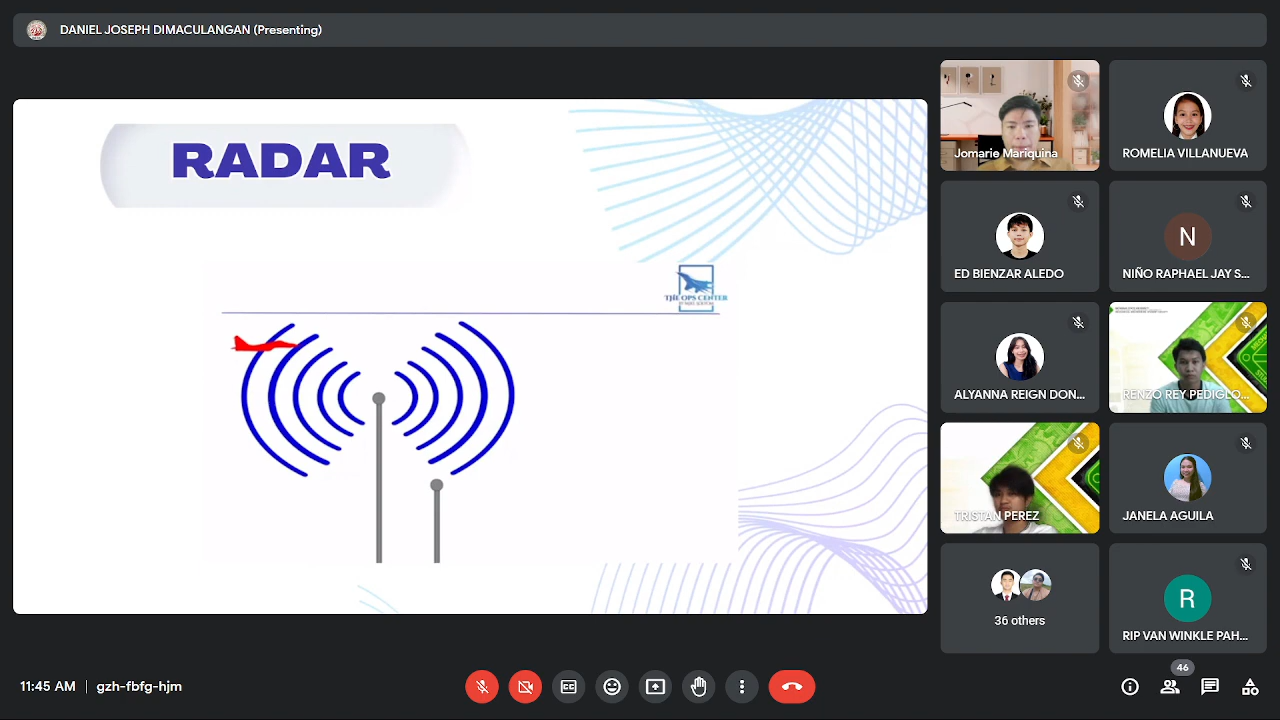 DANIEL JOSEPH DIMACULANGAN (Presenting)
RADAR
THE OPS CENTER
Jomarie Mariquina
ROMELIA VILLANUEVA
ED BIENZAR ALEDO
N
NIÑO RAPHAEL JAY S...
ALYANNA REIGN DON...
RENZO REY PEDIGLO...
TRISTAN PEREZ
JANELA AGUILA
36 others
R
RIP VAN WINKLE PAH...
11:45 AM | gzh-fbfg-hjm
46